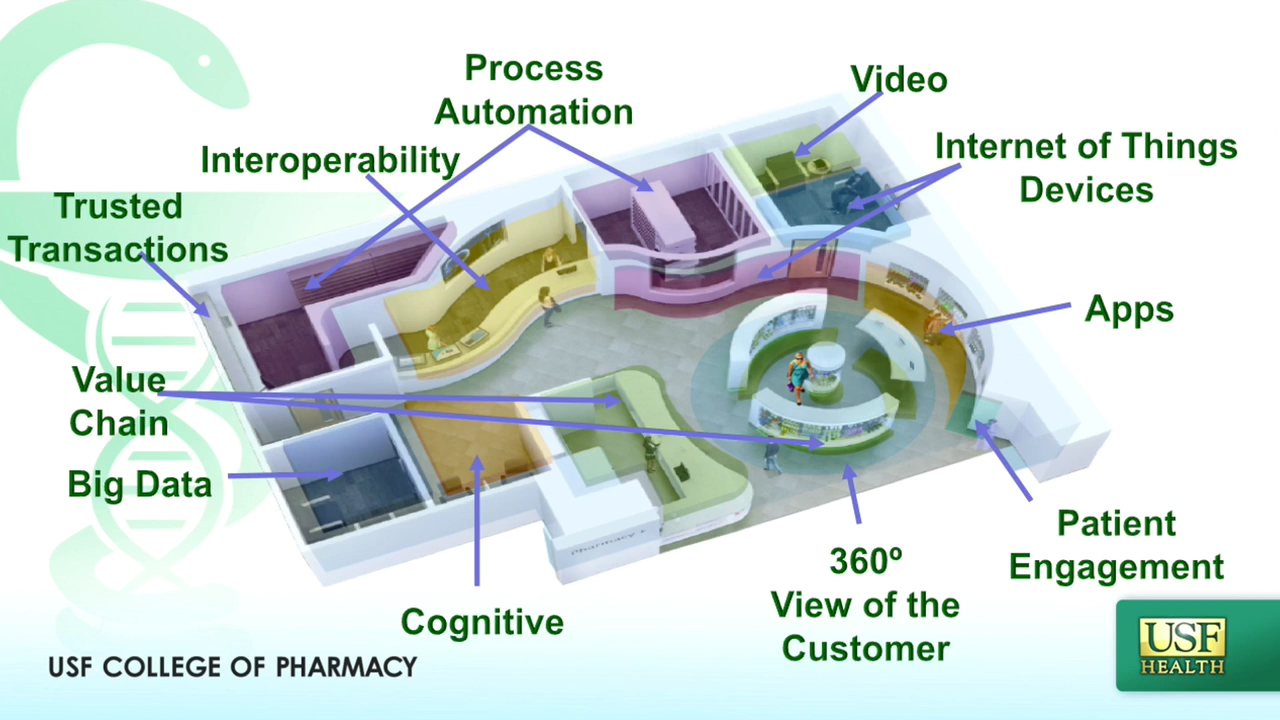 Process
Automation
Video
Interoperability
Internet of Things
Devices
Trusted
Transactions
Apps
Value
Chain
Big Data
Pharmacy
Patient
Engagement
360º
View of the
Customer
Cognitive
USF COLLEGE OF PHARMACY
USF
HEALTH